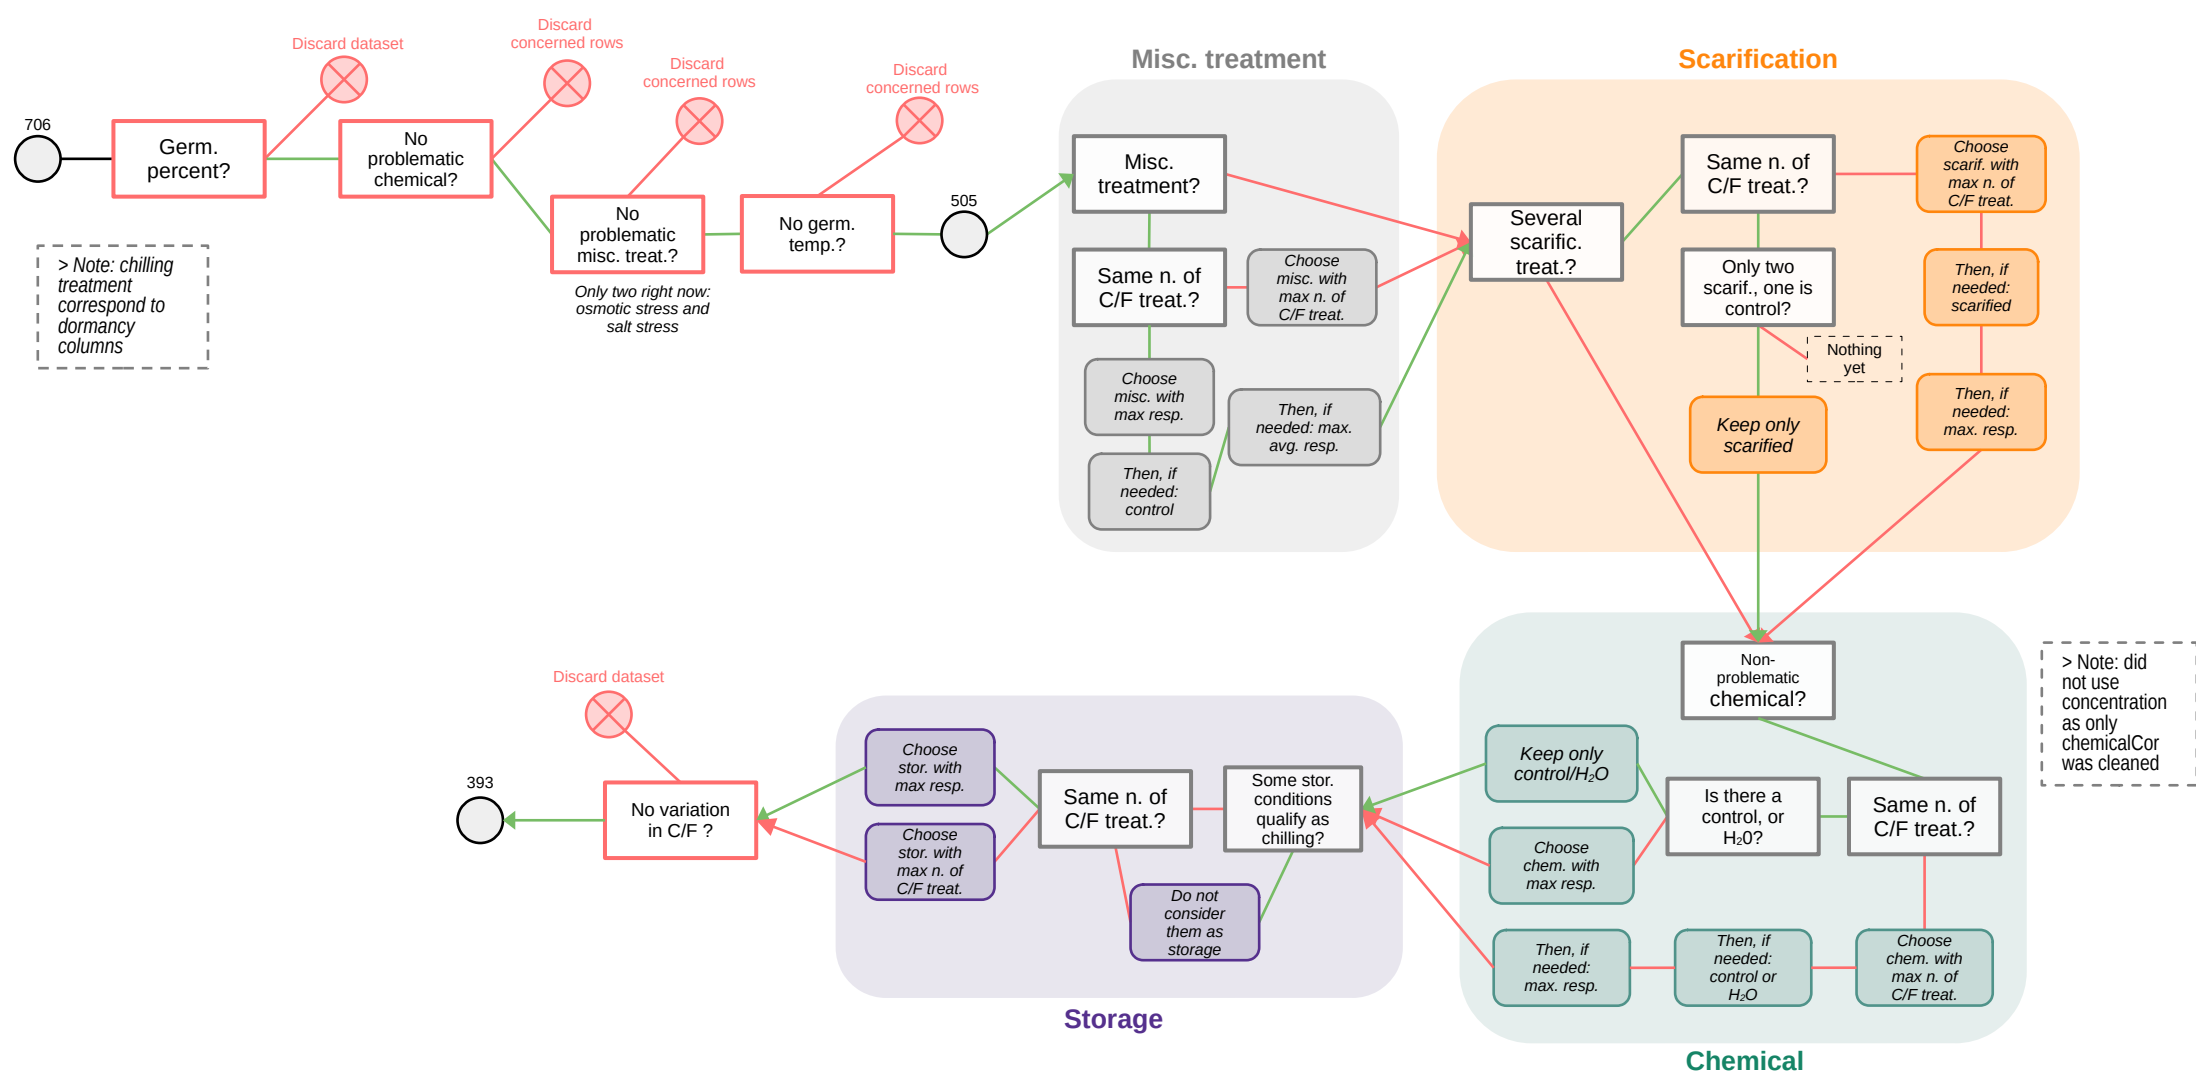 706
Germ.
percent?
Discard dataset
No
problematic
chemical?
Discard
concerned rows
No
problematic
misc. treat.?
Discard
concerned rows
Only two right now:
osmotic stress and
salt stress
No germ.
temp.?
Discard
concerned rows
505
> Note: chilling
treatment
correspond to
dormancy
columns
Misc. treatment
Misc.
treatment?
Same n. of
C/F treat.?
Choose
misc. with
max n. of
C/F treat.
Choose
misc. with
max resp.
Then, if
needed:
control
Then, if
needed: max.
avg. resp.
Scarification
Several
scarific.
treat.?
Same n. of
C/F treat.?
Choose
scarif. with
max n. of
C/F treat.
Only two
scarif., one is
control?
Nothing
yet
Then, if
needed:
scarified
Keep only
scarified
Then, if
needed:
max. resp.
Non-
problematic
chemical?
Same n. of
C/F treat.?
Is there a
control, or
H₂0?
Keep only
control/H₂O
Choose
chem. with
max resp.
Choose
chem. with
max n. of
C/F treat.
Then, if
needed:
control or
H₂O
Then, if
needed:
max. resp.
Chemical
> Note: did
not use
concentration
as only
chemicalCor
was cleaned
Some stor.
conditions
qualify as
chilling?
Do not
consider
them as
storage
Same n. of
C/F treat.?
Choose
stor. with
max resp.
Choose
stor. with
max n. of
C/F treat.
Storage
No variation
in C/F ?
Discard dataset
393